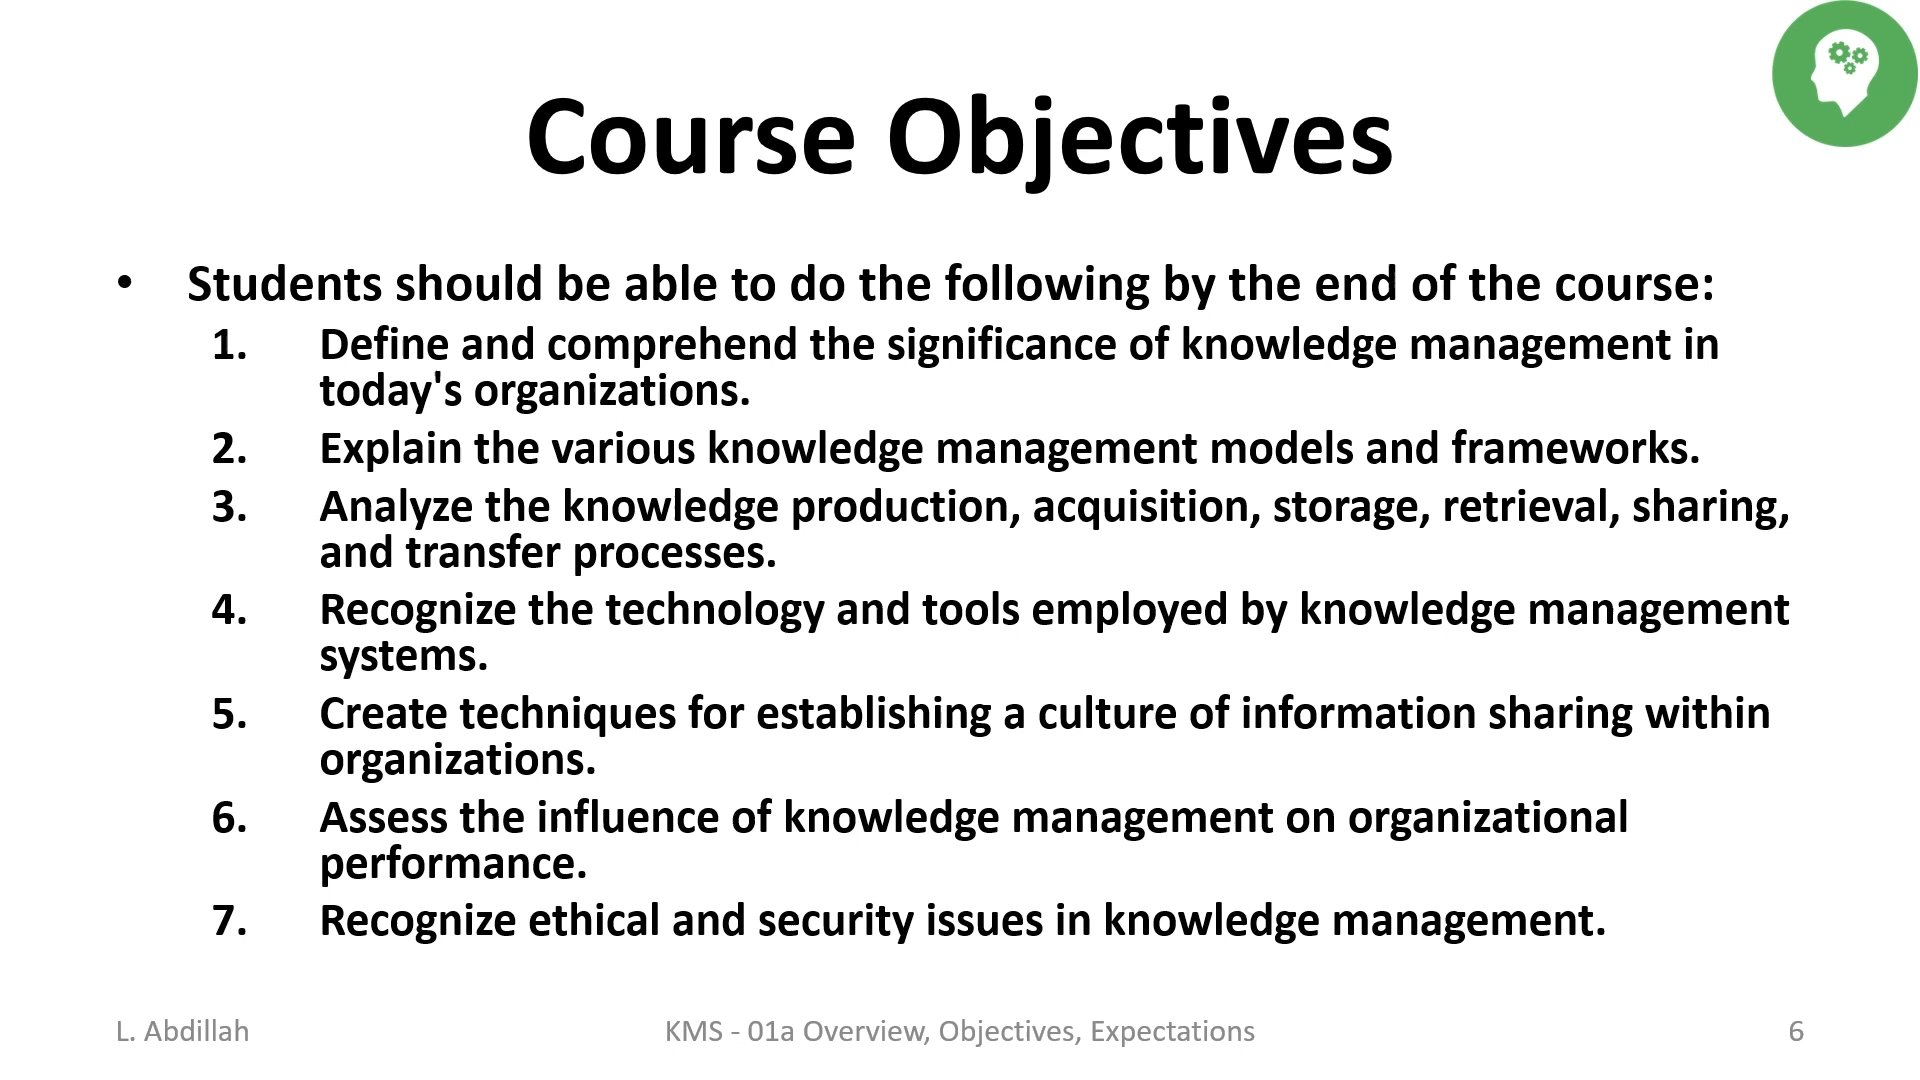 Course Objectives
• Students should be able to do the following by the end of the course:
1. Define and comprehend the significance of knowledge management in
today's organizations.
2. Explain the various knowledge management models and frameworks.
3. Analyze the knowledge production, acquisition, storage, retrieval, sharing,
and transfer processes.
4. Recognize the technology and tools employed by knowledge management
systems.
5. Create techniques for establishing a culture of information sharing within
organizations.
6. Assess the influence of knowledge management on organizational
performance.
7. Recognize ethical and security issues in knowledge management.
L. Abdillah KMS - 01a Overview, Objectives, Expectations 6